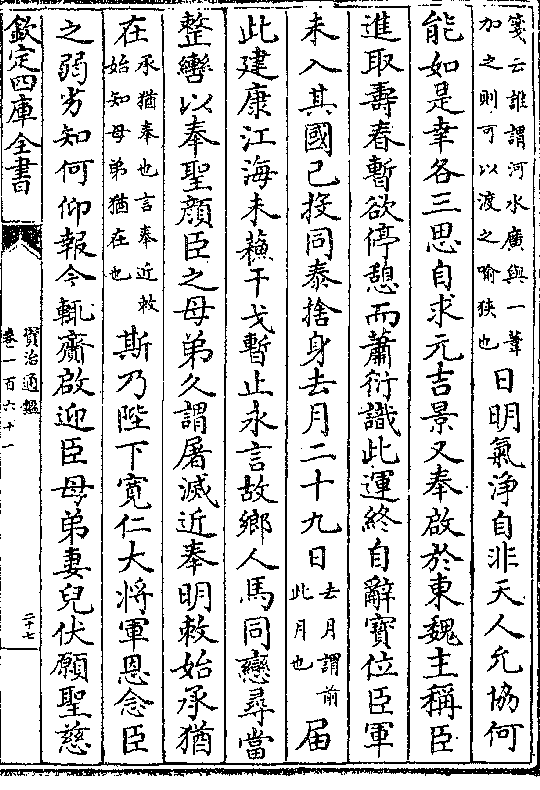 箋云誰謂河水廣與一葦
加之則可以渡之喻狹也
日明氣淨自非天人允協何
能如是幸各三思自求元吉景又奉啟於東魏主稱臣
進取壽春暫欲停憩而蕭衍識此運終自辭寳位臣軍
未入其國已投同泰捨身去月二十九日
去月謂前
此月也
届
此建康江海未蘓干戈暫止永言故鄉人馬同戀尋當
整轡以奉聖顔臣之母弟久謂屠滅近奉明敕始承猶
在
承猶奉也言奉近敕
始知母弟猶在也
斯乃陛下寛仁大將軍恩念臣
之弱劣知何仰報今輒齎啟迎臣母弟妻兒伏願聖慈
欽定四庫全書
資治通鑑
卷一百六十一
二十七